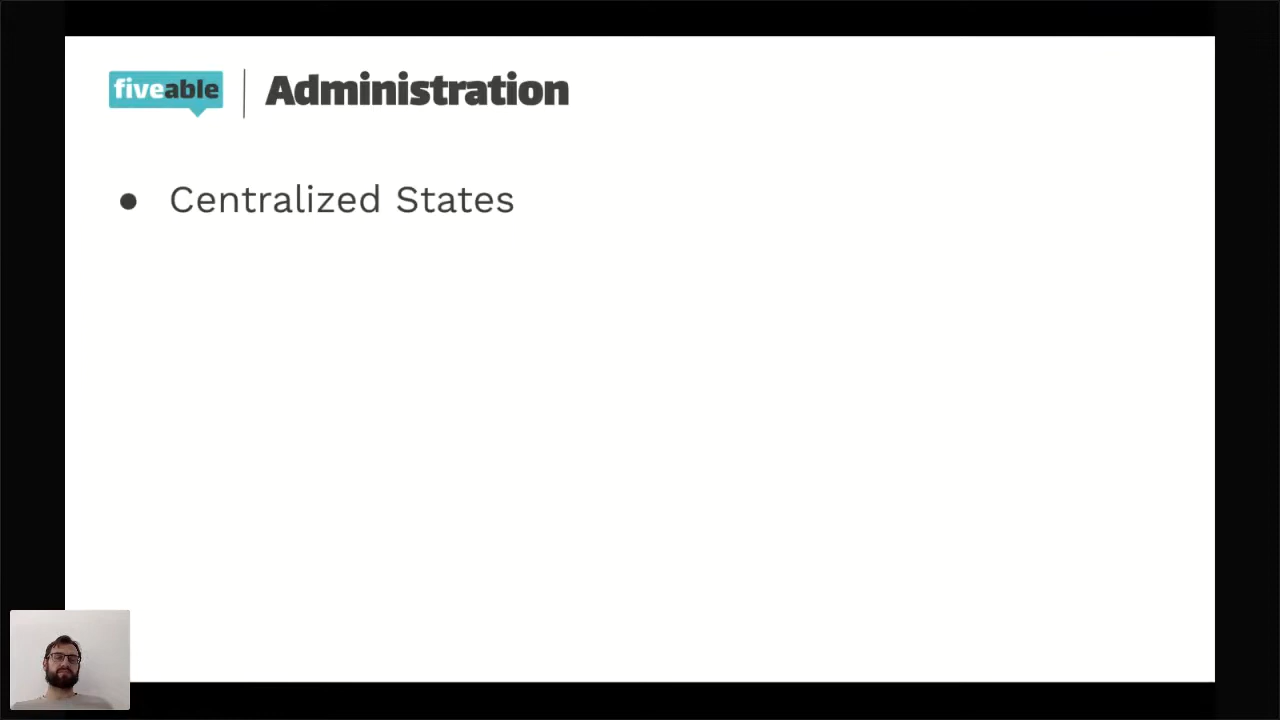 fiveable
Administration
● Centralized States